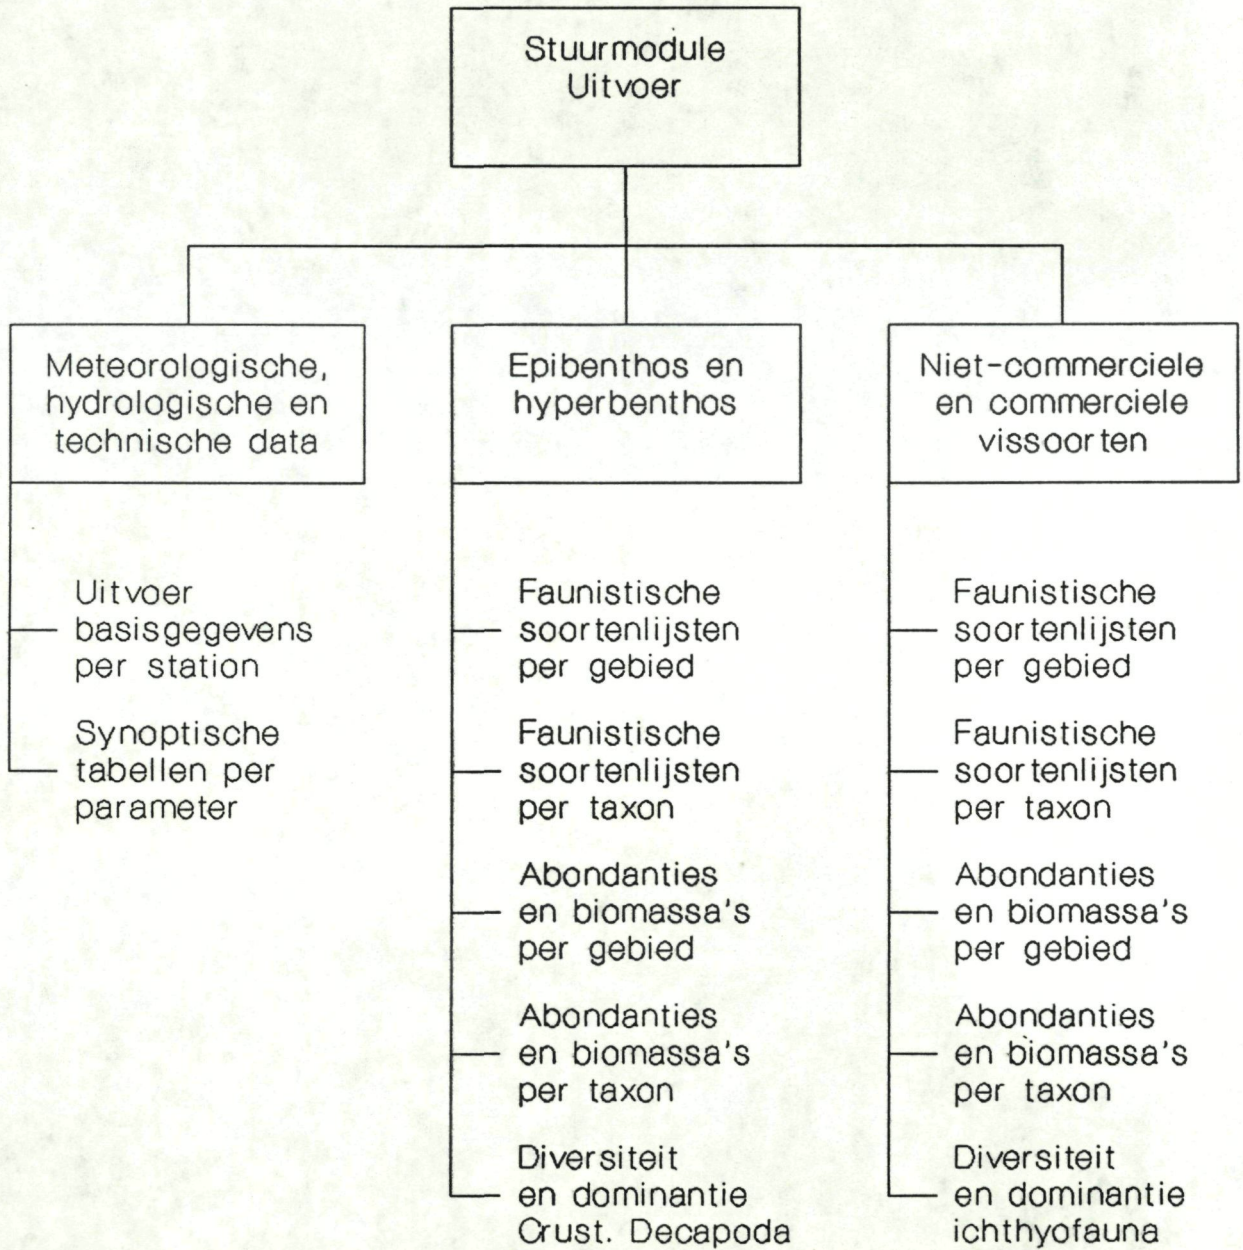 Stuurmodule
Uitvoer
Meteorologische,
hydrologische en
technische data
Epibenthos en
hyperbenthos
Niet-commerciele
en commerciele
vissoorten
Uitvoer
basisgegevens
per station
Synoptische
tabellen per
parameter
Faunistische
soortenlijsten
per gebied
Faunistische
soortenlijsten
per taxon
Abondanties
en biomassa's
per gebied
Abondanties
en biomassa's
per taxon
Diversiteit
en dominantie
Crust. Decapoda
Faunistische
soortenlijsten
per gebied
Faunistische
soortenlijsten
per taxon
Abondanties
en biomassa's
per gebied
Abondanties
en biomassa's
per taxon
Diversiteit
en dominantie
ichthyofauna